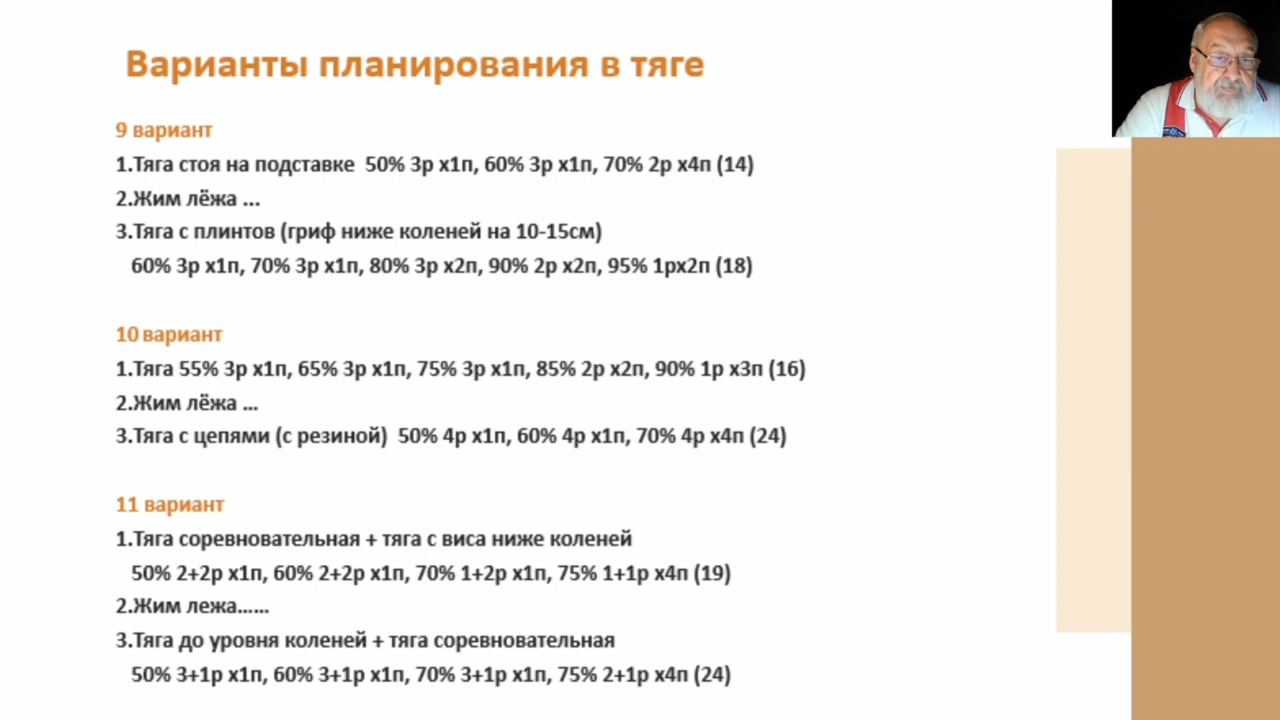 Варианты планирования в тяге
9 вариант
1.Тяга стоя на подставке 50% 3р х1п, 60% 3р х1п, 70% 2р х4п (14)
2.Жим лёжа ...
3.Тяга с плинтов (гриф ниже коленей на 10-15см)
60% 3р х1п, 70% 3р х1п, 80% 3р х2п, 90% 2р х2п, 95% 1рх2п (18)
10 вариант
1.Тяга 55% 3р х1п, 65% 3р х1п, 75% 3р х1п, 85% 2р х2п, 90% 1р х3п (16)
2.Жим лёжа ...
3.Тяга с цепями (с резиной) 50% 4р х1п, 60% 4р х1п, 70% 4р х4п (24)
11 вариант
1.Тяга соревновательная + тяга с виса ниже коленей
50% 2+2р х1п, 60% 2+2р х1п, 70% 1+2р х1п, 75% 1+1р х4п (19)
2.Жим лежа......
3.Тяга до уровня коленей + тяга соревновательная
50% 3+1р х1п, 60% 3+1р х1п, 70% 3+1р х1п, 75% 2+1р х4п (24)